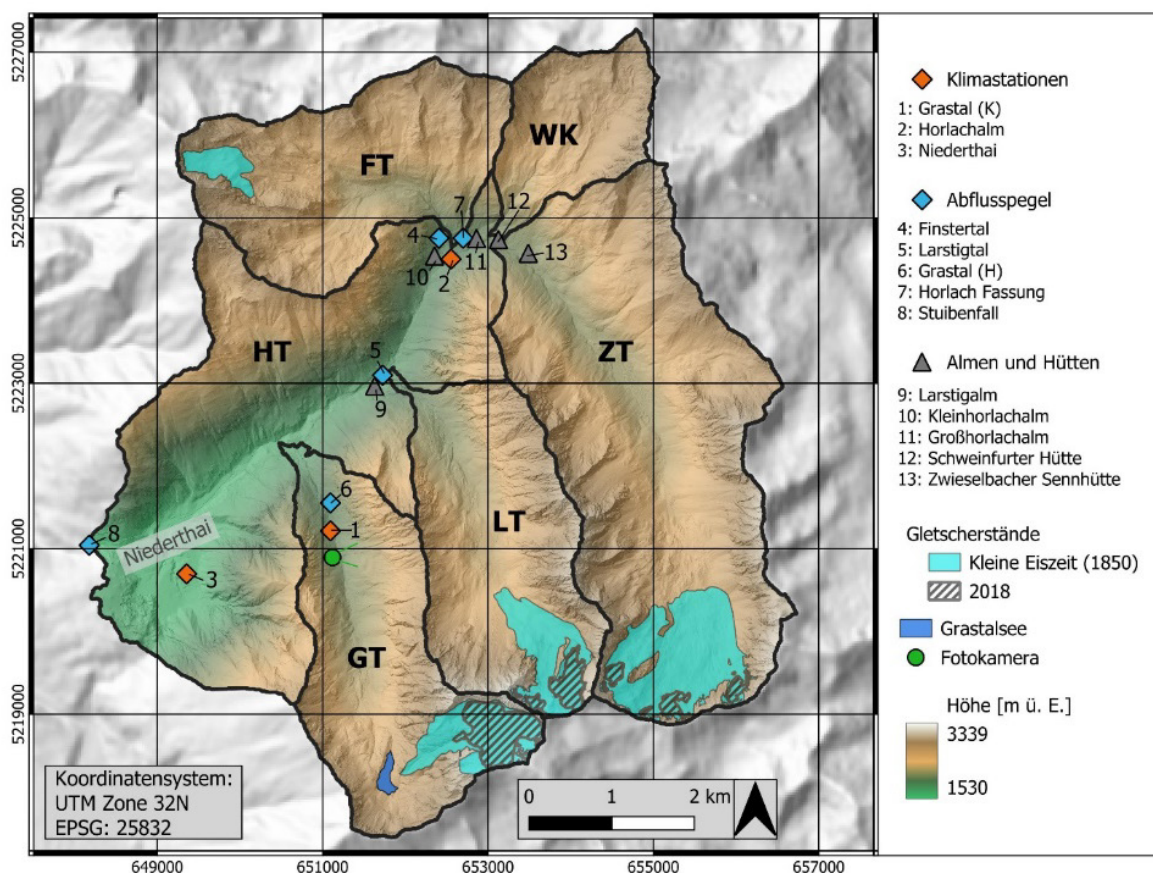 5227000
5225000
5223000
5221000
5219000
649000
651000
653000
655000
657000
FT
WK
HT
ZT
LT
GT
12
7
4
13
10
11
2
5
9
6
1
8
3
Niederthai
Koordinatensystem:
UTM Zone 32N
EPSG: 25832
0 1 2 km
Klimastationen
1: Grastal (K)
2: Horlachalm
3: Niederthai
Abflusspegel
4: Finstertal
5: Larstigtal
6: Grastal (H)
7: Horlach Fassung
8: Stuibenfall
Almen und Hütten
9: Larstigalm
10: Kleinhorlachalm
11: Großhorlachalm
12: Schweinfurter Hütte
13: Zwieselbacher Sennhütte
Gletscherstände
Kleine Eiszeit (1850)
2018
Grastalsee
Fotokamera
Höhe [m ü. E.]
3339
1530